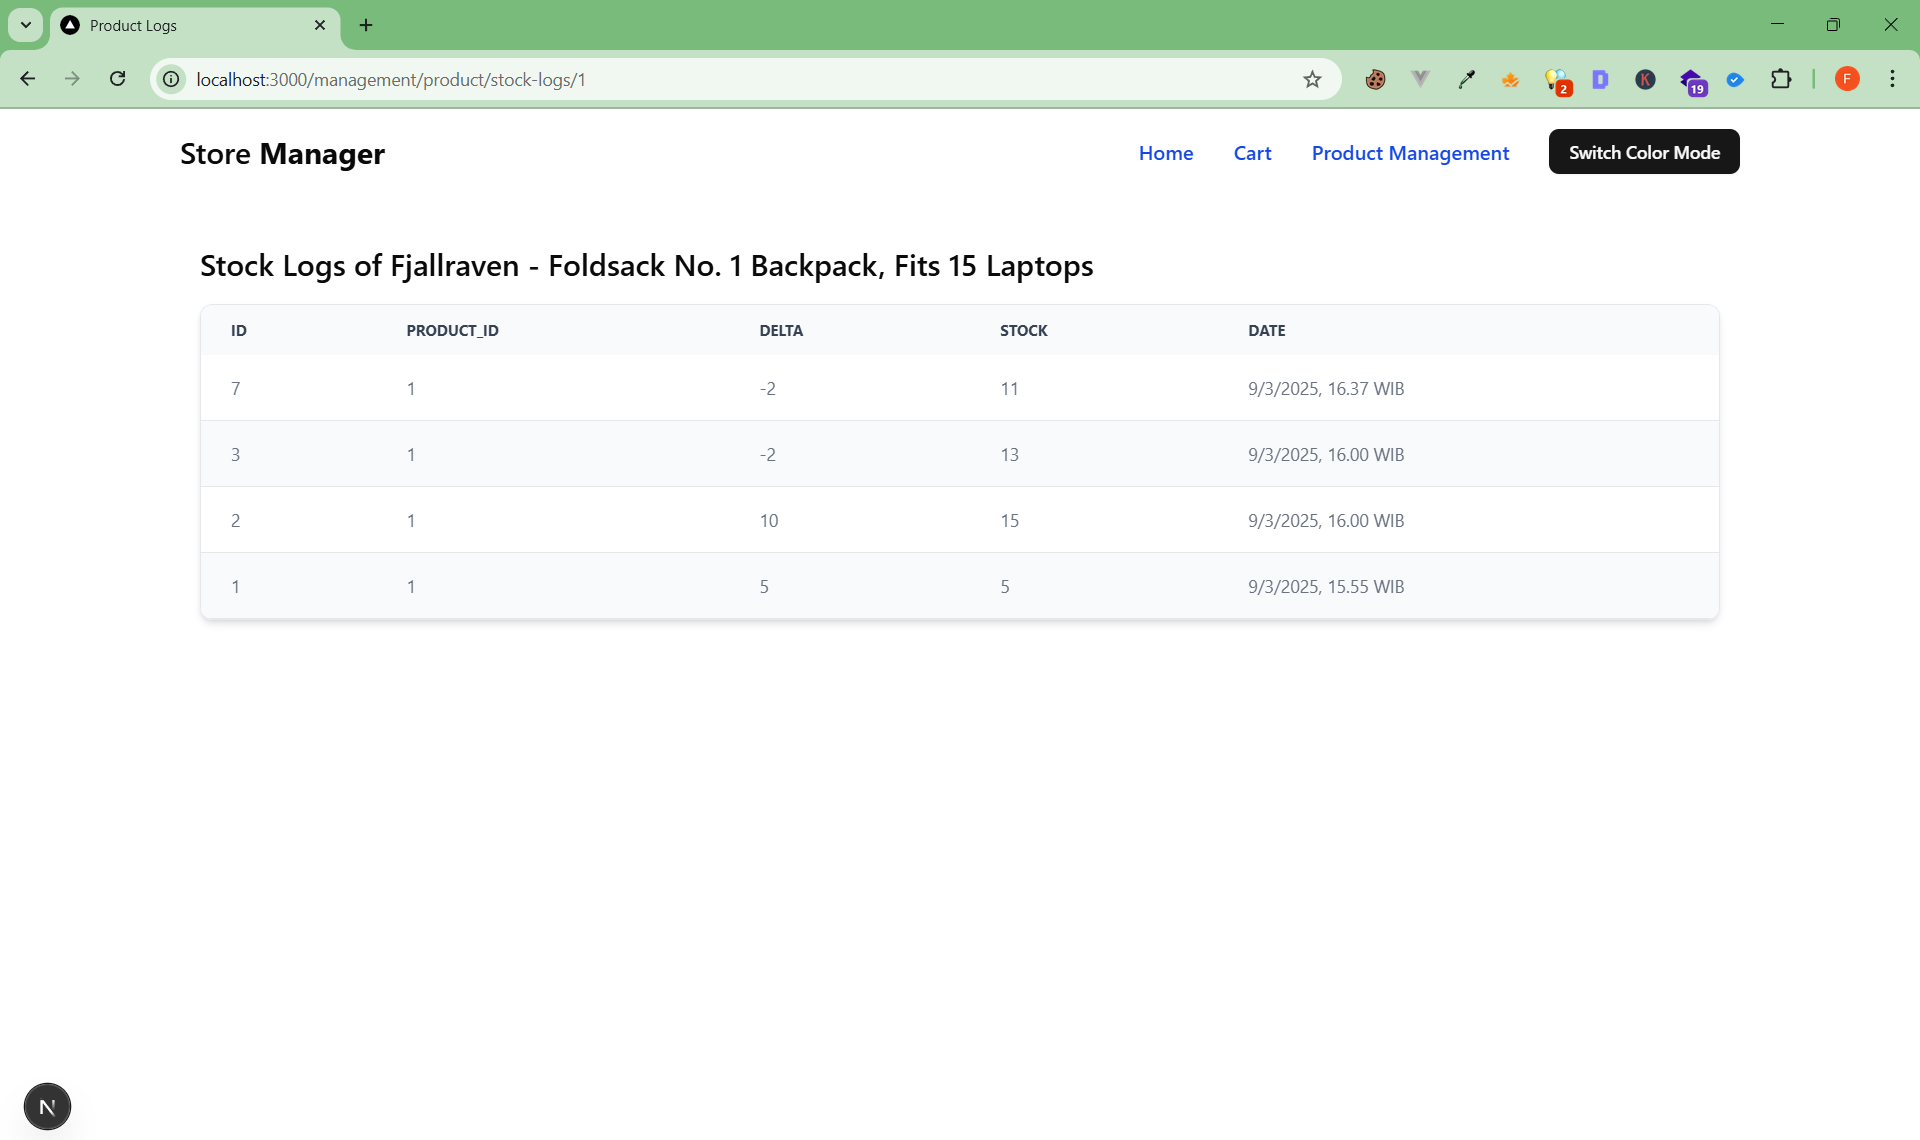 Product Logs
localhost:3000/management/product/stock-logs/1
2
K
19
F
Store Manager
Home Cart Product Management Switch Color Mode
Stock Logs of Fjallraven - Foldsack No. 1 Backpack, Fits 15 Laptops
ID PRODUCT_ID DELTA STOCK DATE
7 1 -2 11 9/3/2025, 16.37 WIB
3 1 -2 13 9/3/2025, 16.00 WIB
2 1 10 15 9/3/2025, 16.00 WIB
1 1 5 5 9/3/2025, 15.55 WIB
N